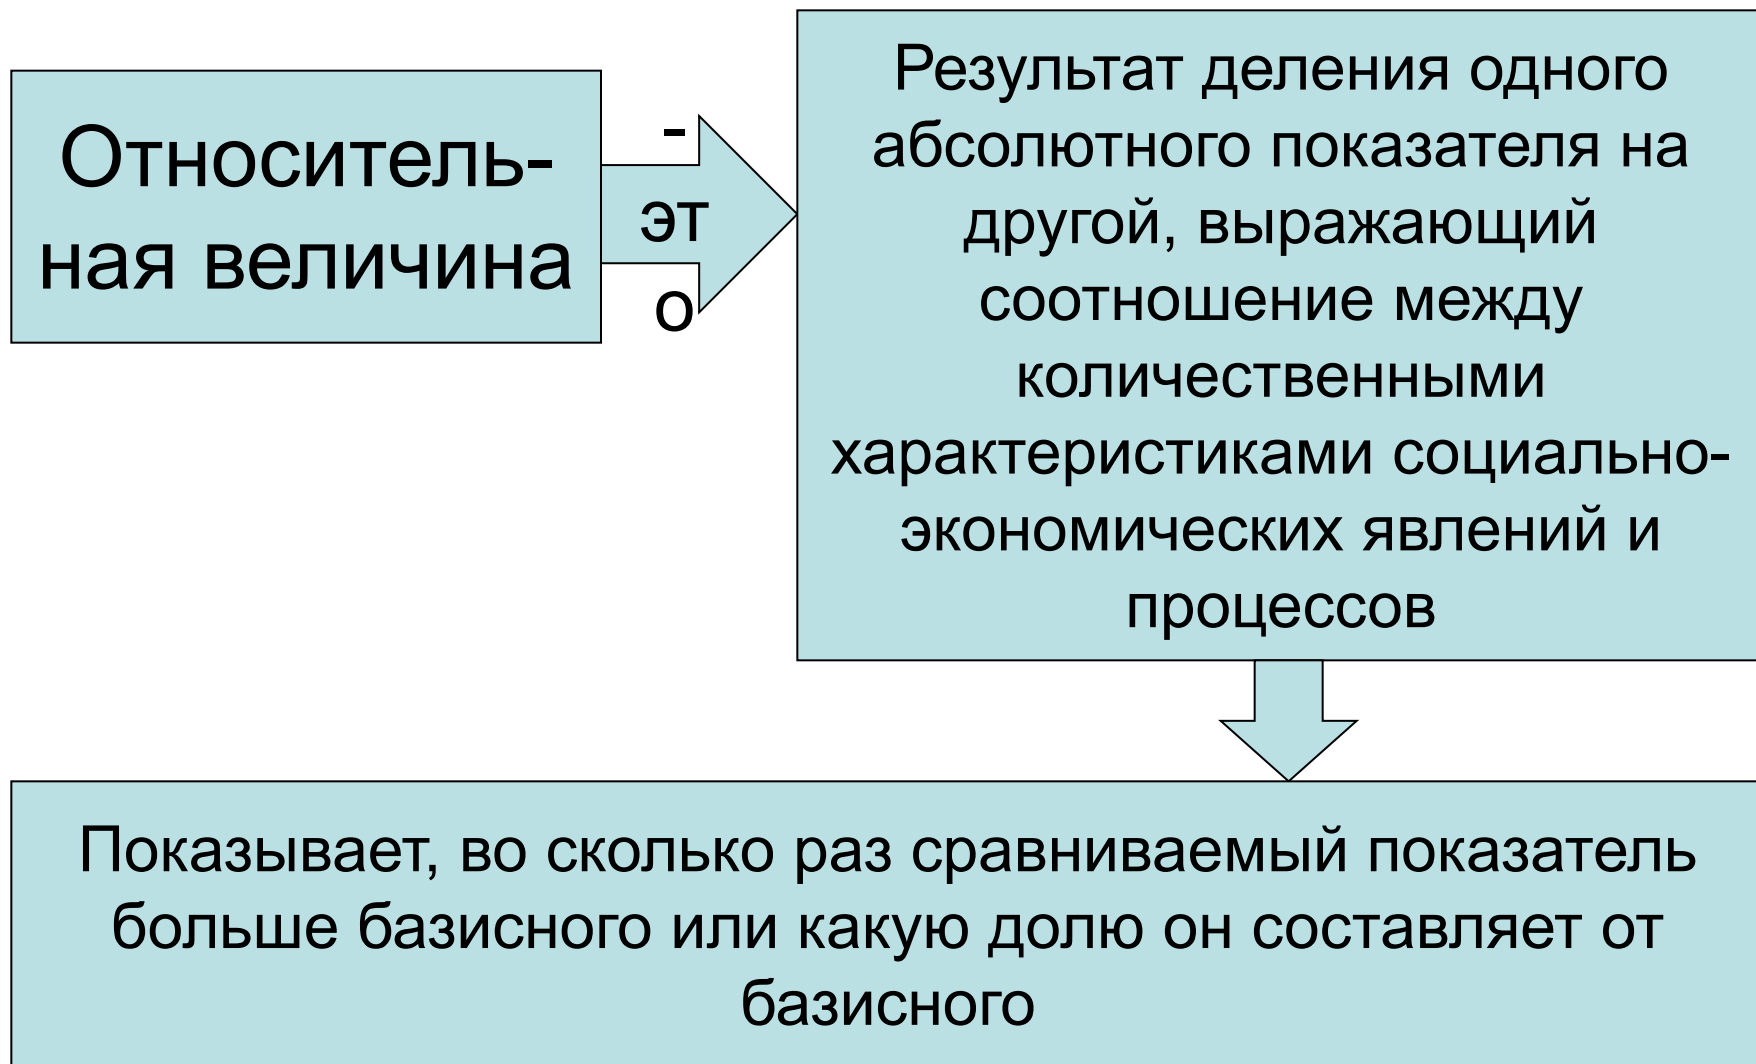 Относитель-
ная величина
-
эт
о
Результат деления одного
абсолютного показателя на
другой, выражающий
соотношение между
количественными
характеристиками социально-
экономических явлений и
процессов
Показывает, во сколько раз сравниваемый показатель
больше базисного или какую долю он составляет от
базисного